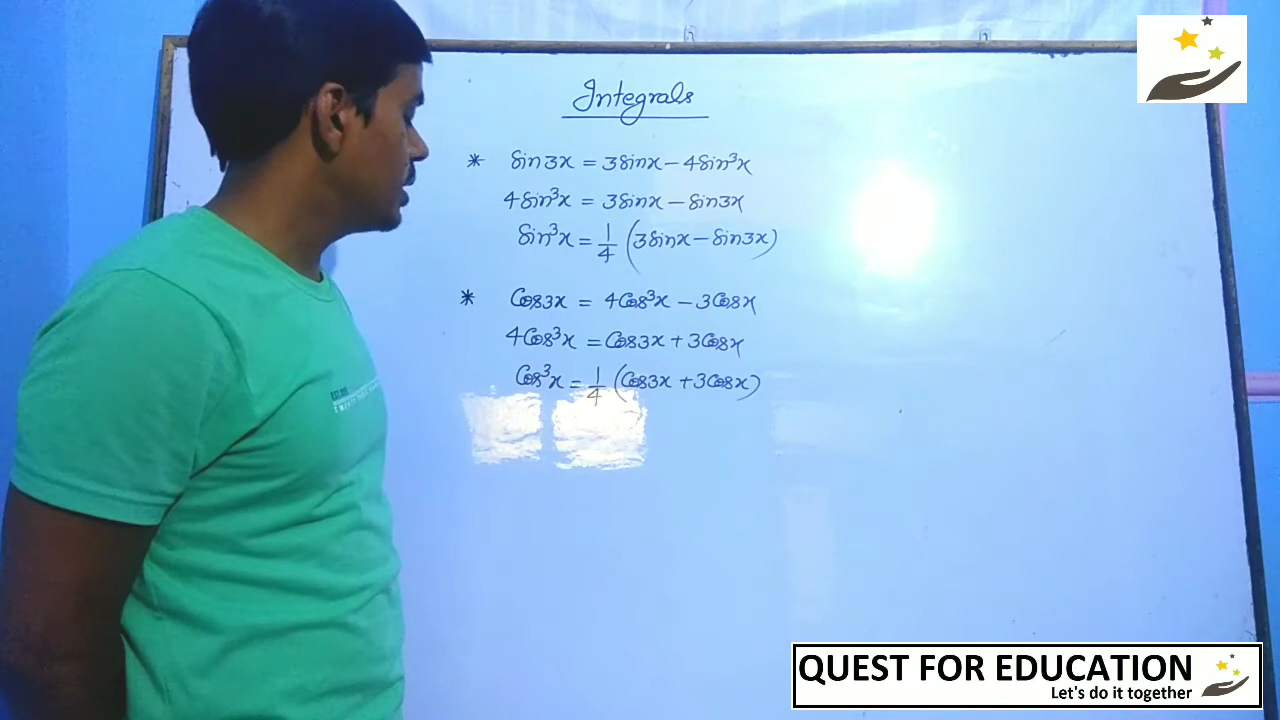 Integrals
* Sin3x = 3Sinx - 4Sin³x
4Sin³x = 3Sinx - Sin3x
Sin³x = 1/4 (3Sinx - Sin3x)
* Cos3x = 4Cos³x - 3Cosx
4Cos³x = Cos3x + 3Cosx
Cos³x = 1/4 (Cos3x + 3Cosx)
QUEST FOR EDUCATION
Let's do it together